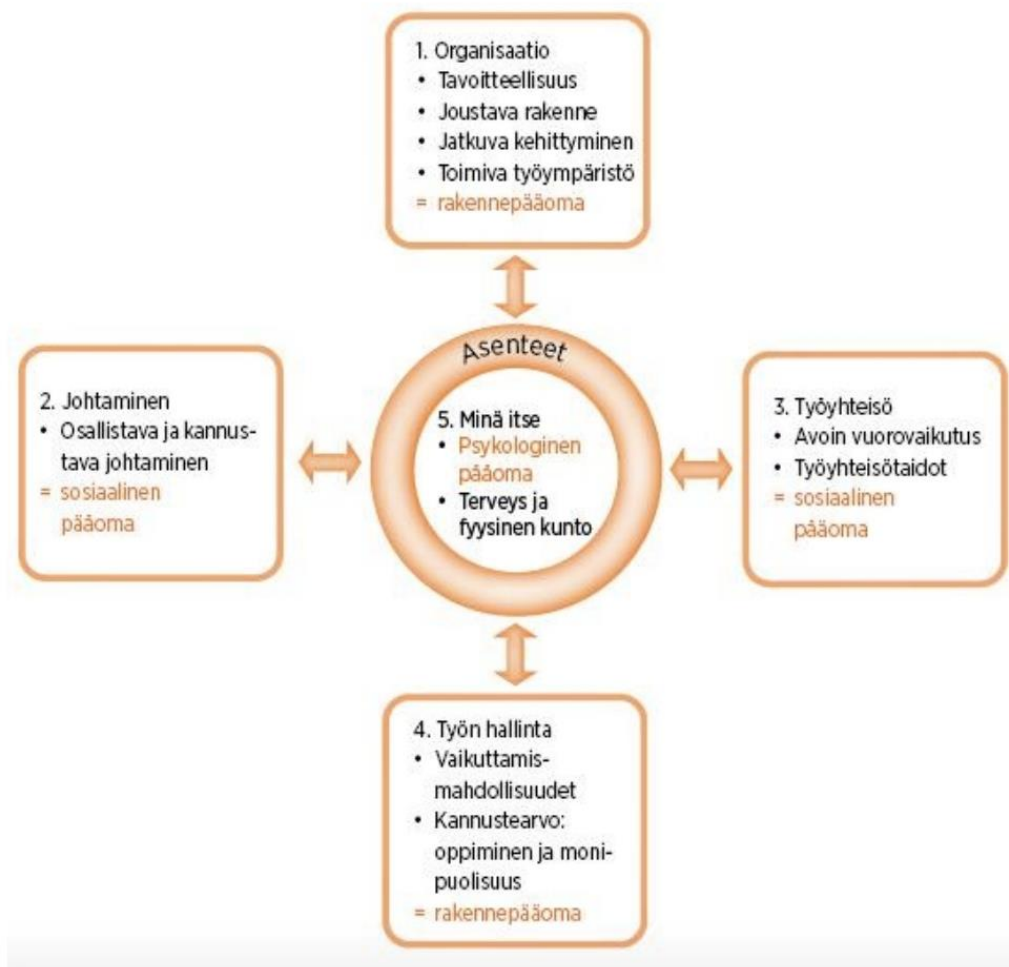 1. Organisaatio
• Tavoitteellisuus
• Joustava rakenne
• Jatkuva kehittyminen
• Toimiva työympäristö
= rakennepääoma
Asenteet
2. Johtaminen
• Osallistava ja kannus-
tava johtaminen
= sosiaalinen
pääoma
5. Minä itse
• Psykologinen
pääoma
• Terveys ja
fyysinen kunto
3. Työyhteisö
• Avoin vuorovaikutus
• Työyhteisötaidot
= sosiaalinen
pääoma
4. Työn hallinta
• Vaikuttamis-
mahdollisuudet
• Kannustearvo:
oppiminen ja moni-
puolisuus
= rakennepääoma